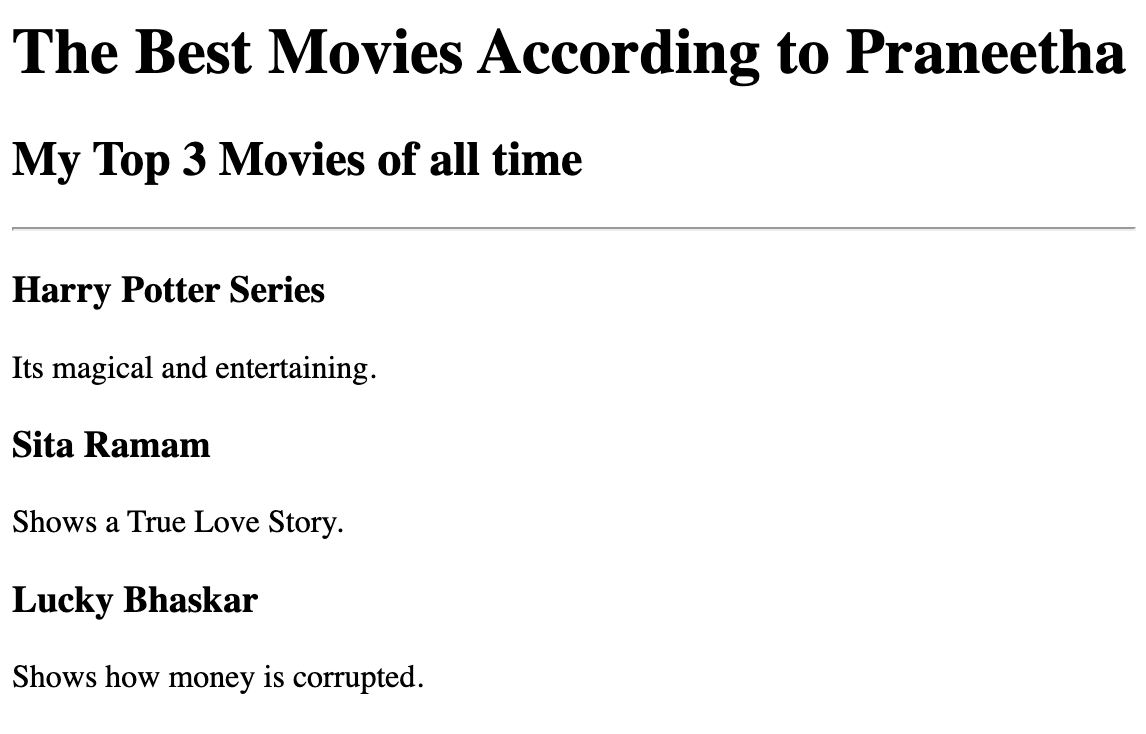 The Best Movies According to Praneetha
My Top 3 Movies of all time
Harry Potter Series
Its magical and entertaining.
Sita Ramam
Shows a True Love Story.
Lucky Bhaskar
Shows how money is corrupted.